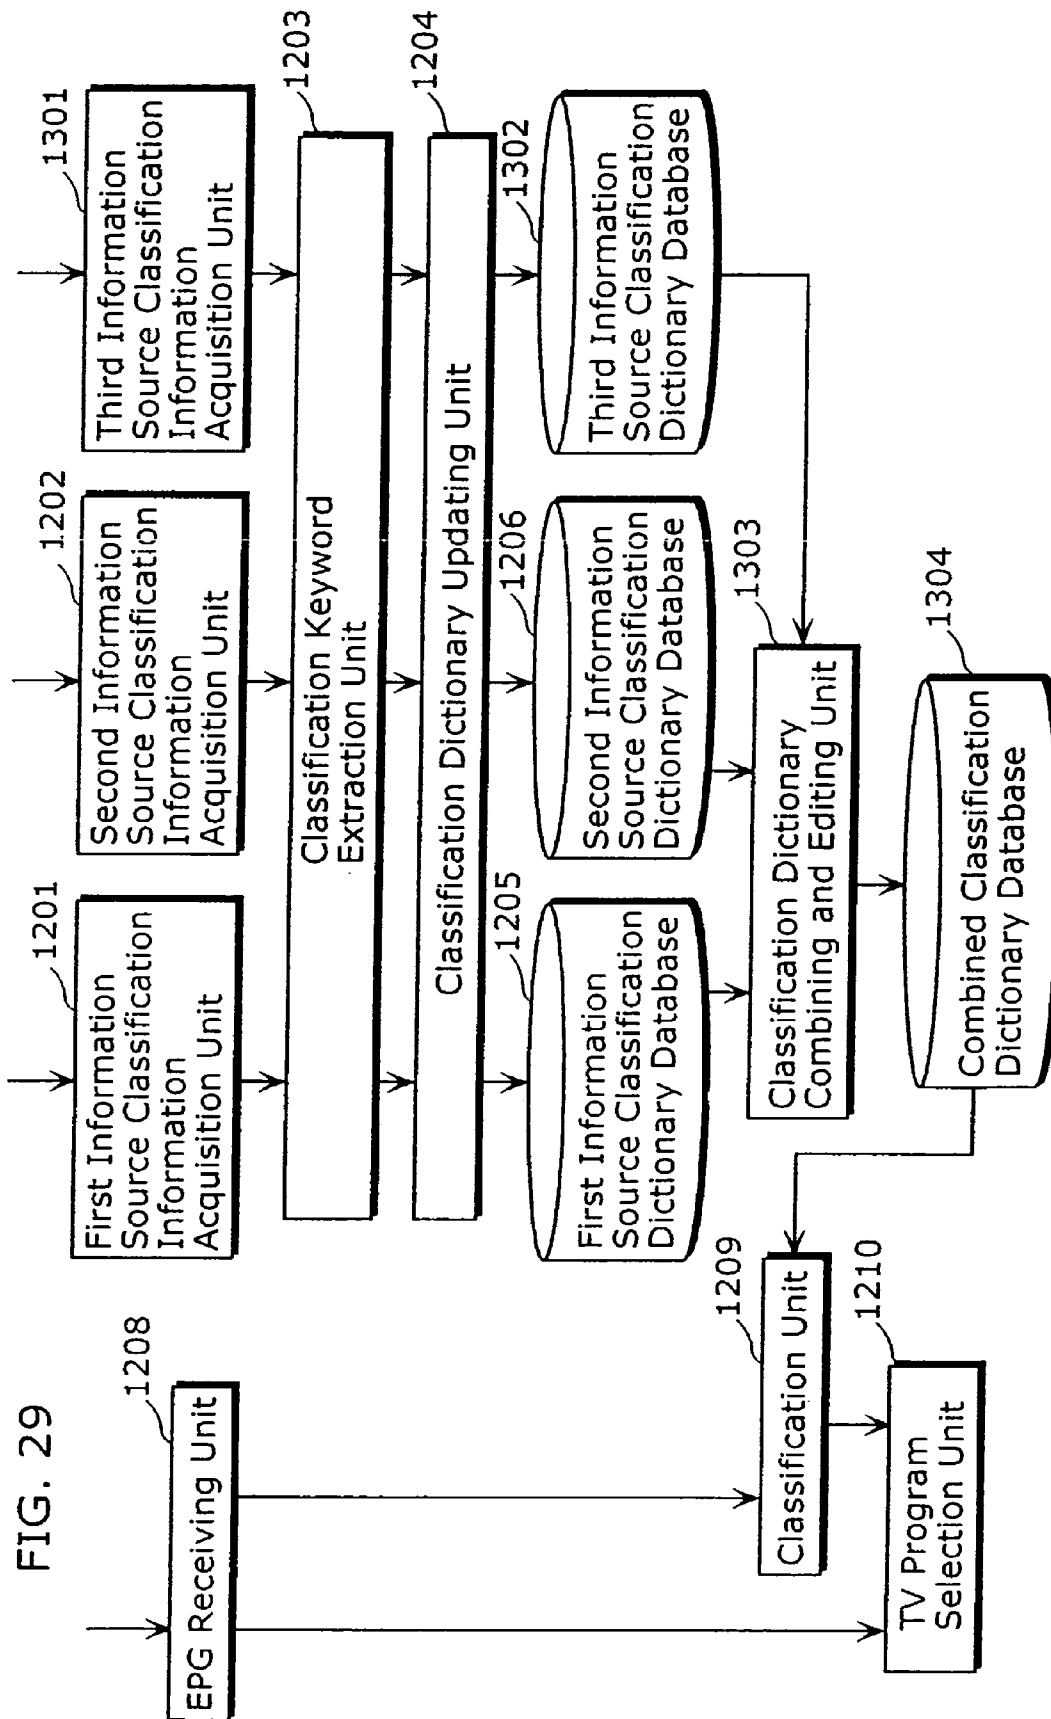 FIG. 29
1208
EPG Receiving Unit
1201
First Information
Source Classification
Information
Acquisition Unit
1202
Second Information
Source Classification
Information
Acquisition Unit
1301
Third Information
Source Classification
Information
Acquisition Unit
1203
Classification Keyword
Extraction Unit
1204
Classification Dictionary Updating Unit
1205
First Information
Source Classification
Dictionary Database
1206
Second Information
Source Classification
Dictionary Database
1302
Third Information
Source Classification
Dictionary Database
1209
Classification Unit
1303
Classification Dictionary
Combining and Editing Unit
1210
TV Program
Selection Unit
1304
Combined Classification
Dictionary Database